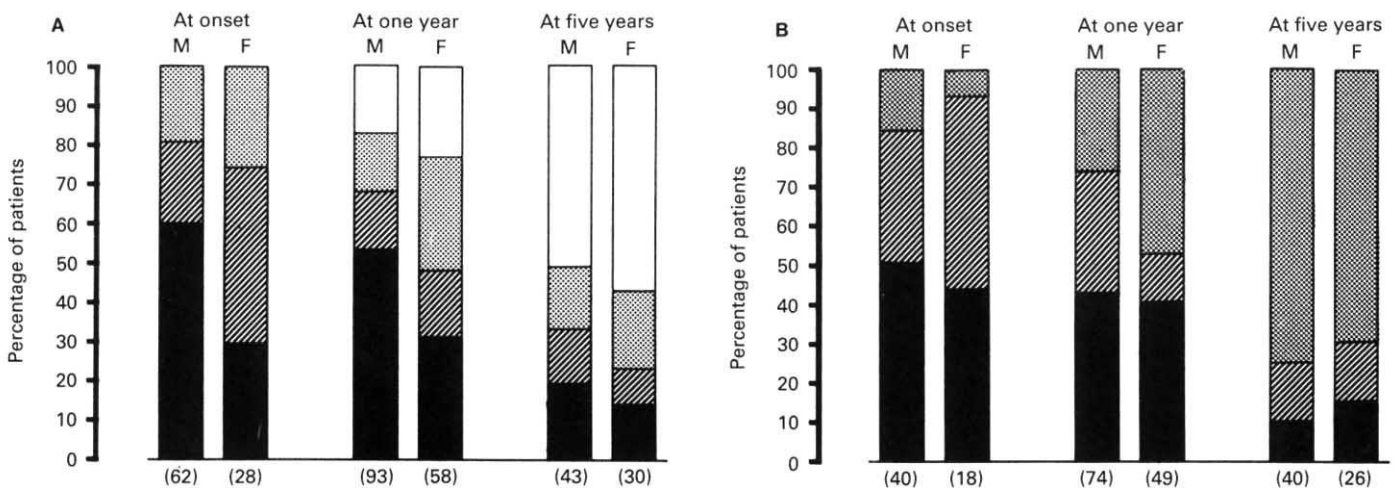 A
At onset At one year At five years
M F M F M F
100
90
80
70
60
50
40
30
20
10
0
Percentage of patients
(62) (28) (93) (58) (43) (30)
B
At onset At one year At five years
M F M F M F
100
90
80
70
60
50
40
30
20
10
0
Percentage of patients
(40) (18) (74) (49) (40) (26)